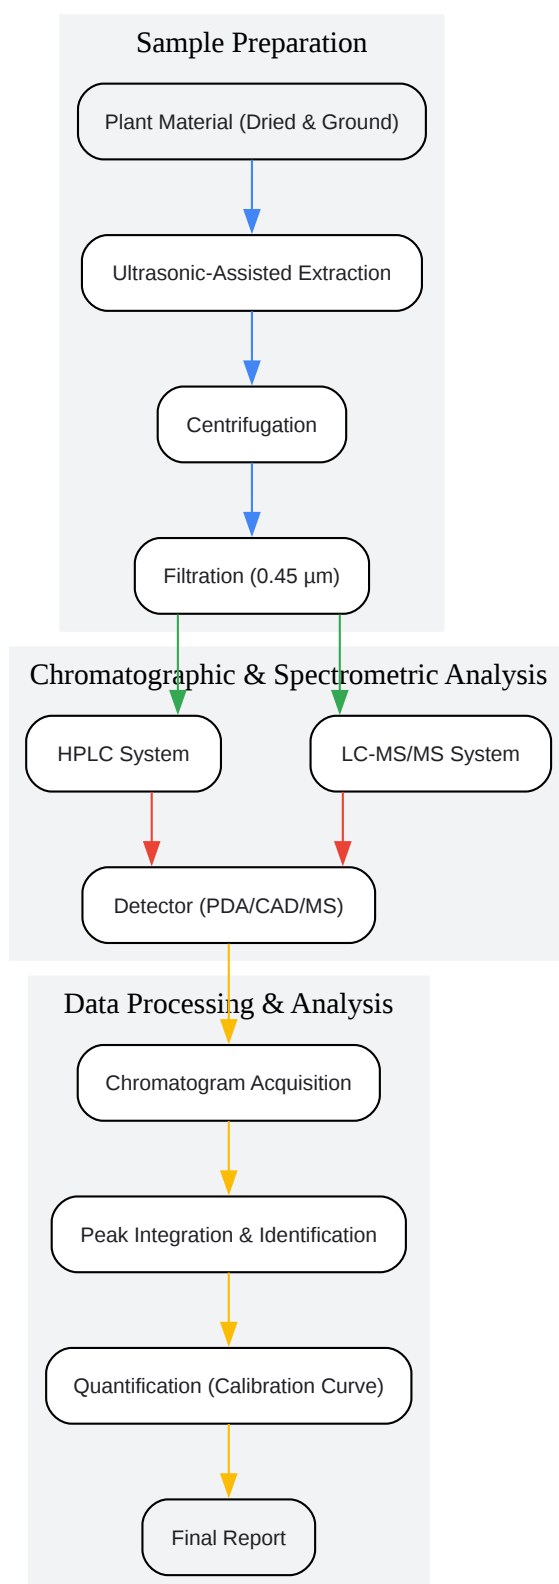 Sample Preparation
Plant Material (Dried & Ground)
Ultrasonic-Assisted Extraction
Centrifugation
Filtration (0.45 µm)
Chromatographic & Spectrometric Analysis
HPLC System
LC-MS/MS System
Detector (PDA/CAD/MS)
Data Processing & Analysis
Chromatogram Acquisition
Peak Integration & Identification
Quantification (Calibration Curve)
Final Report